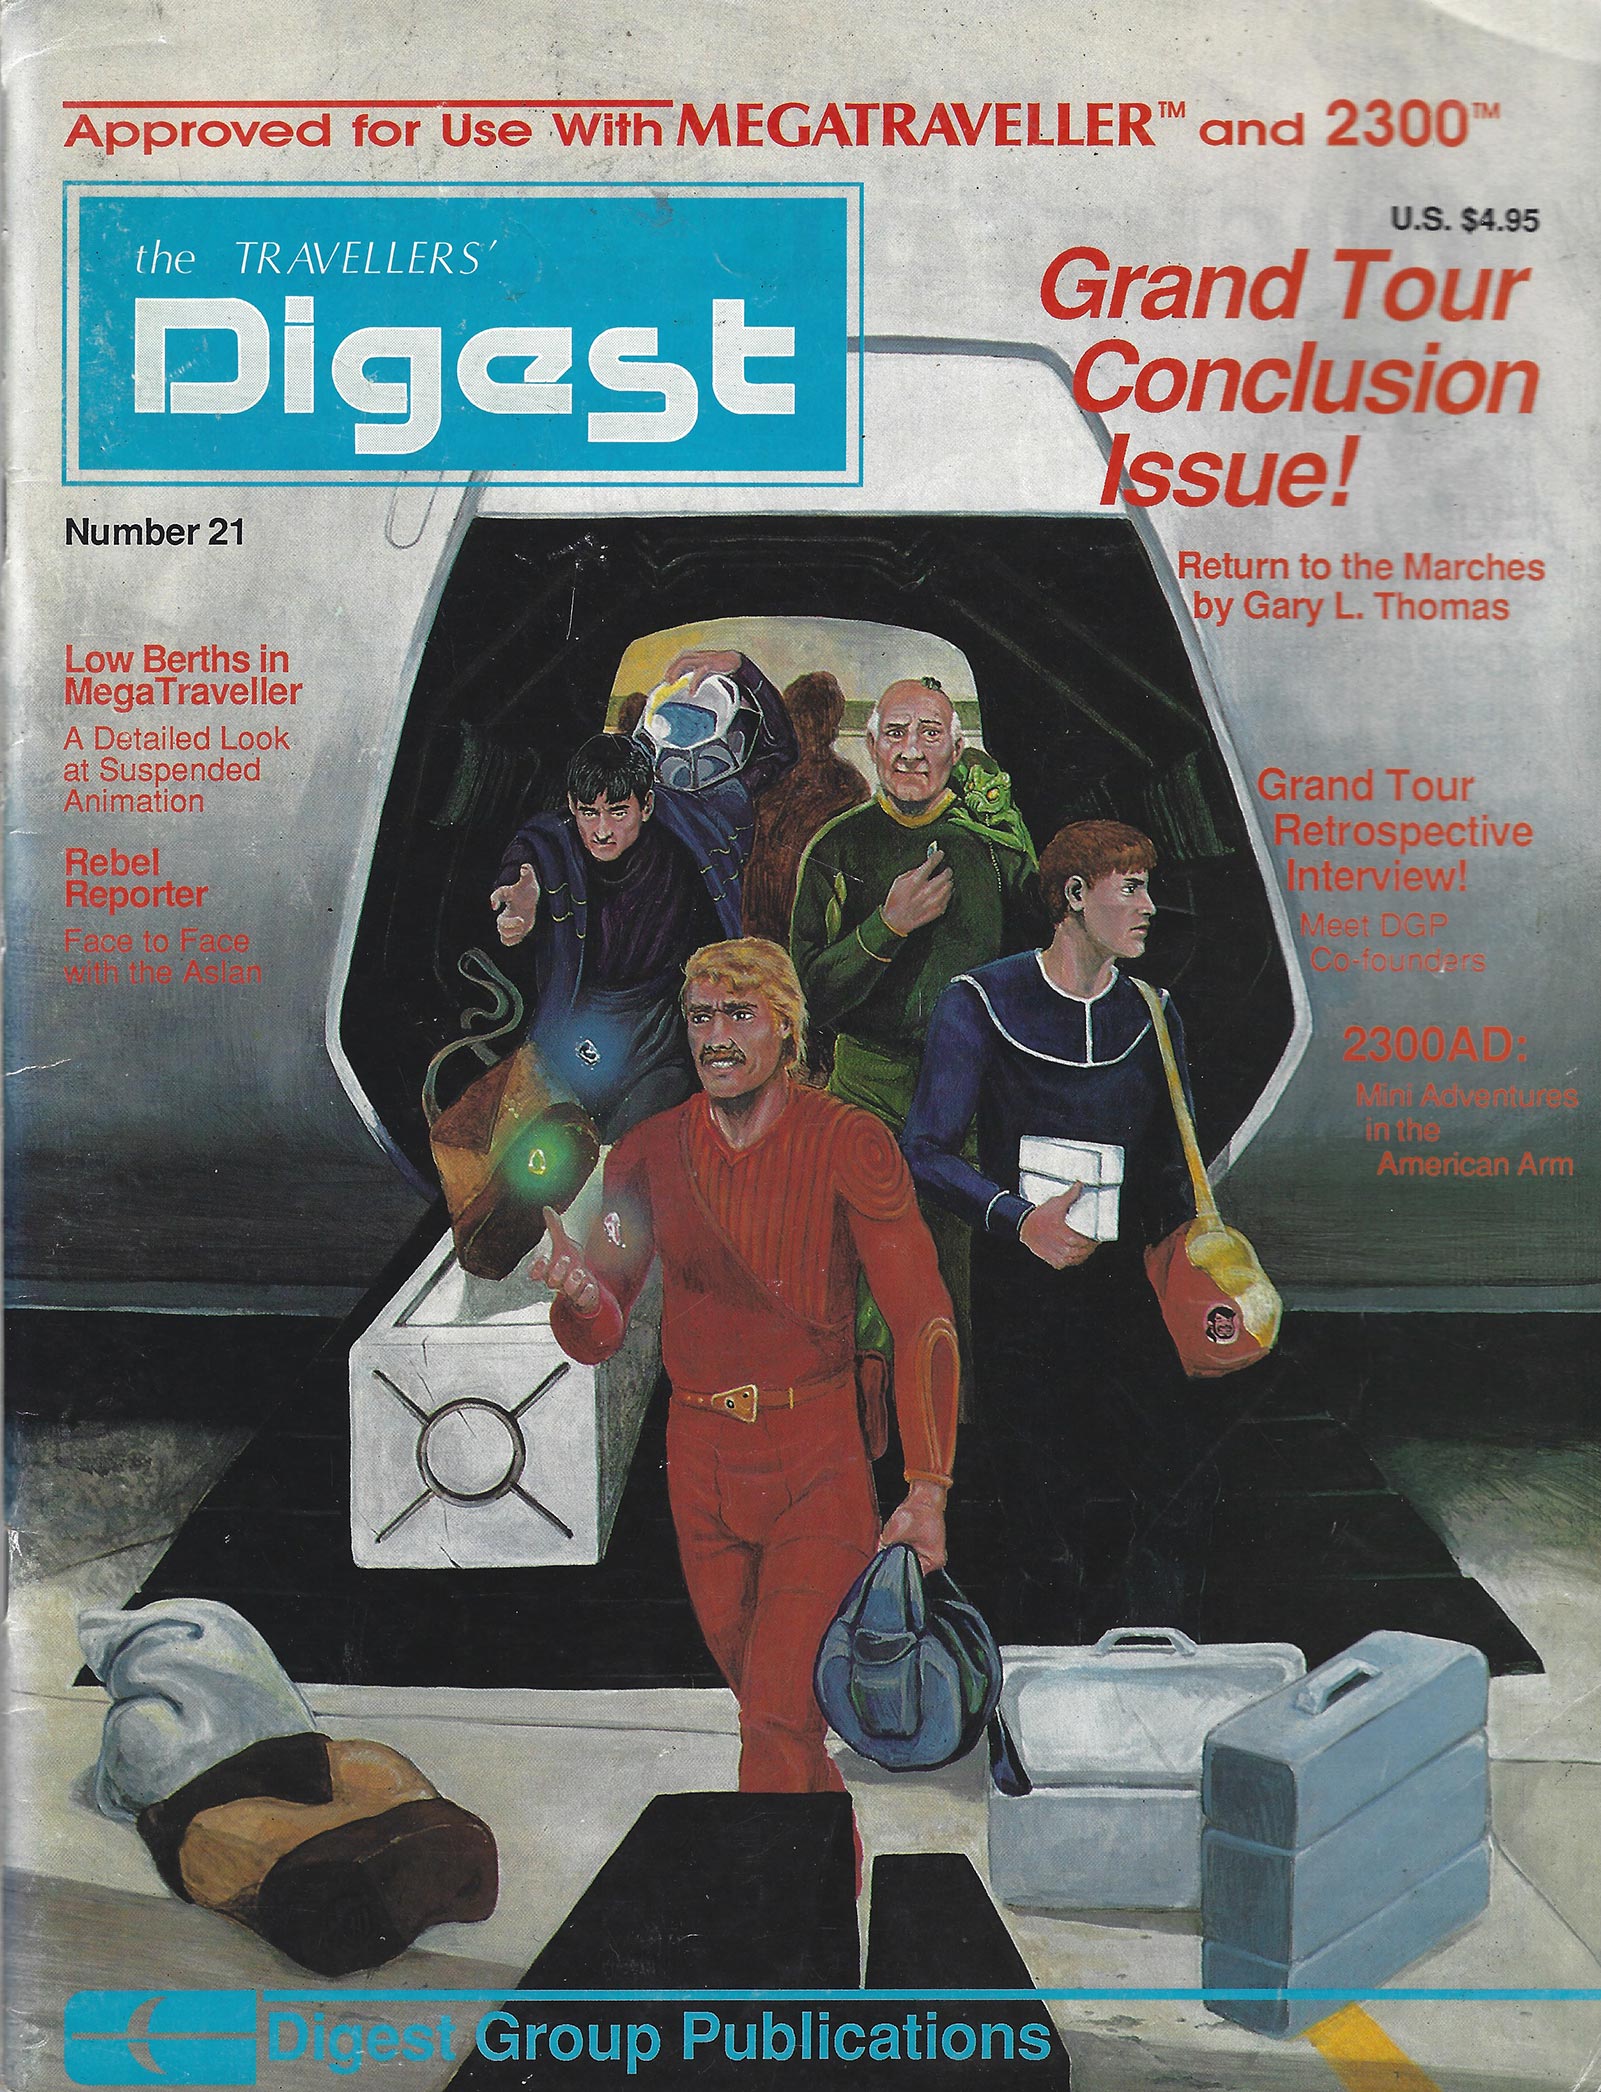 Approved for Use With MEGATRAVELLER™ and 2300™
U.S. $4.95
the TRAVELLERS'
Digest
Grand Tour
Conclusion
Issue!
Number 21
Return to the Marches
by Gary L. Thomas
Low Berths in
MegaTraveller
A Detailed Look
at Suspended
Animation
Rebel
Reporter
Face to Face
with the Aslan
Grand Tour
Retrospective
Interview!
Meet DGP
Co-founders
2300AD:
Mini Adventures
in the
American Arm
Digest Group Publications